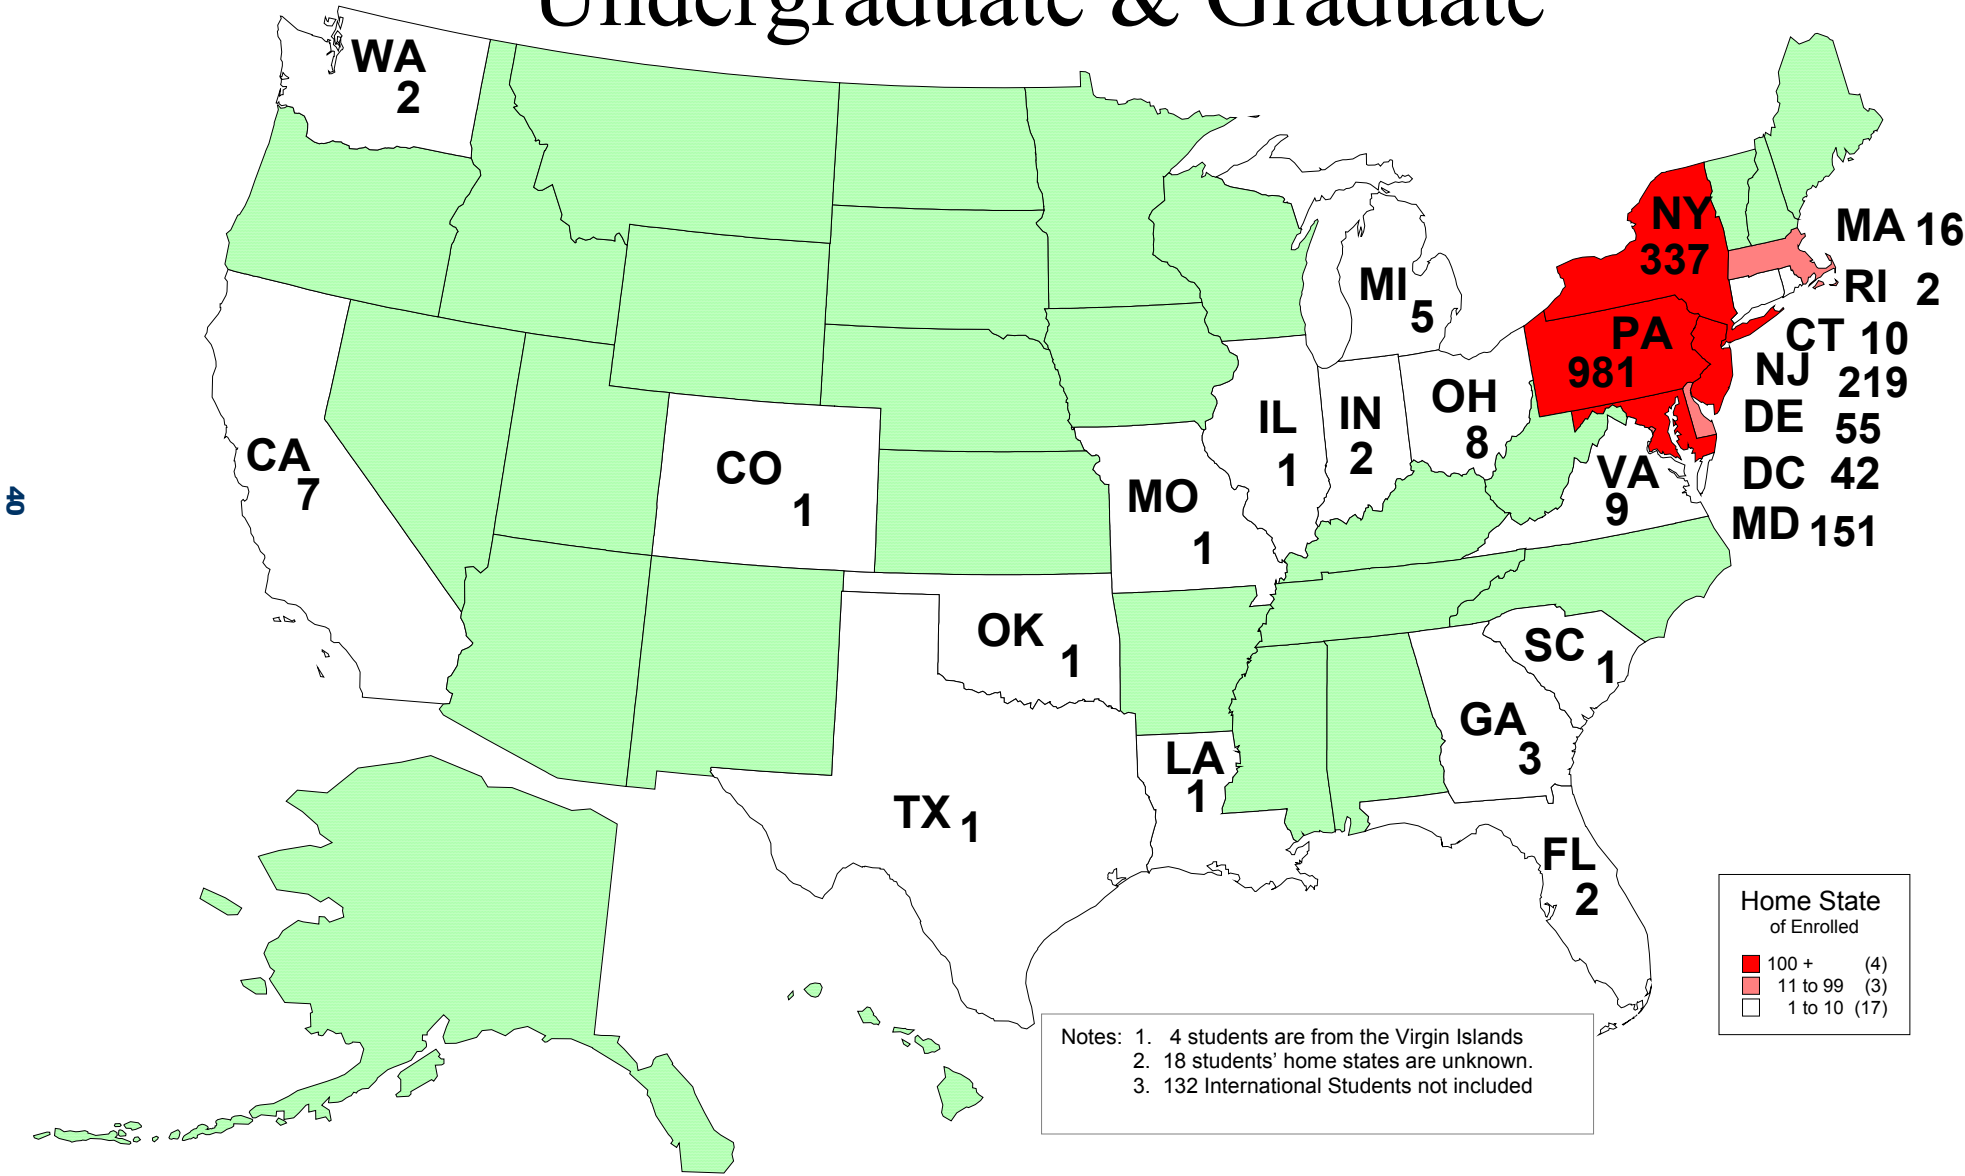 Undergraduate & Graduate
WA
2
NY
337
MA 16
RI 2
MI 5
CT 10
PA
981
NJ 219
DE 55
OH
8
IN
2
IL
1
CA
7
CO
1
MO
1
VA
9
DC 42
MD 151
40
OK 1
SC 1
GA
3
LA
1
TX 1
FL
2
Home State
of Enrolled
100 + (4)
11 to 99 (3)
1 to 10 (17)
Notes: 1. 4 students are from the Virgin Islands
2. 18 students’ home states are unknown.
3. 132 International Students not included